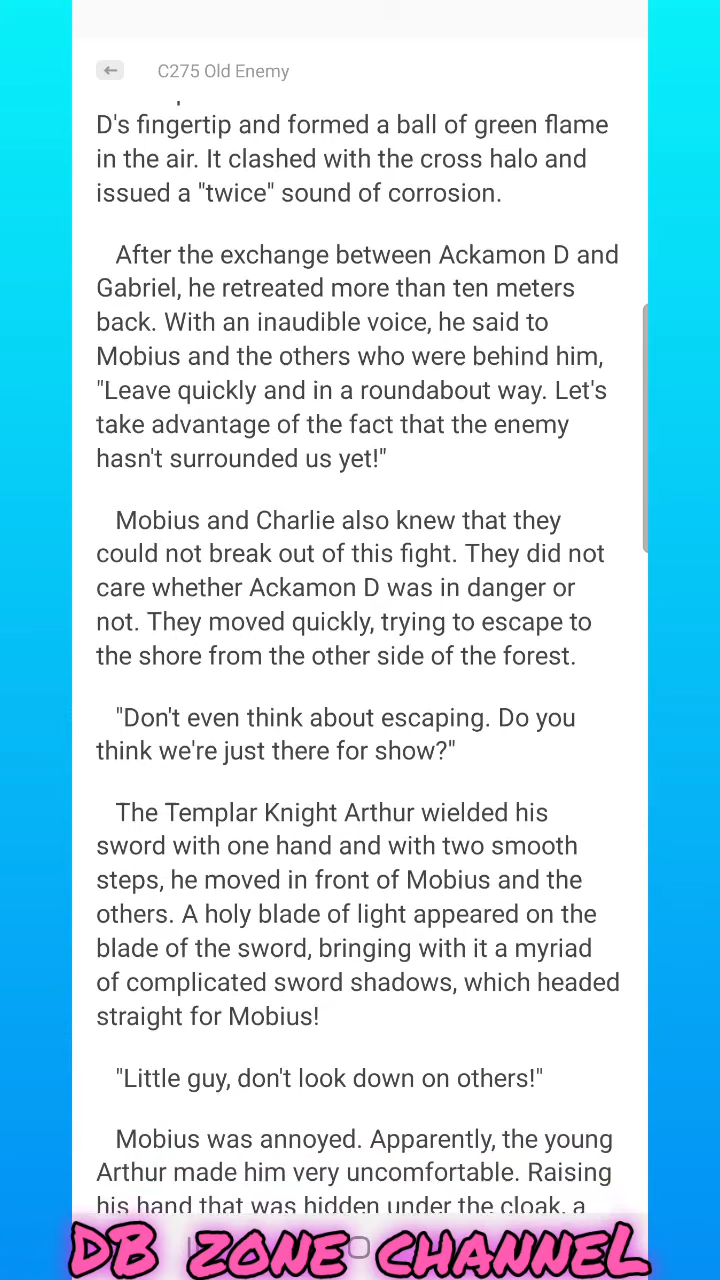 C275 Old Enemy
D's fingertip and formed a ball of green flame
in the air. It clashed with the cross halo and
issued a "twice" sound of corrosion.
After the exchange between Ackamon D and
Gabriel, he retreated more than ten meters
back. With an inaudible voice, he said to
Mobius and the others who were behind him,
"Leave quickly and in a roundabout way. Let's
take advantage of the fact that the enemy
hasn't surrounded us yet!"
Mobius and Charlie also knew that they
could not break out of this fight. They did not
care whether Ackamon D was in danger or
not. They moved quickly, trying to escape to
the shore from the other side of the forest.
"Don't even think about escaping. Do you
think we're just there for show?"
The Templar Knight Arthur wielded his
sword with one hand and with two smooth
steps, he moved in front of Mobius and the
others. A holy blade of light appeared on the
blade of the sword, bringing with it a myriad
of complicated sword shadows, which headed
straight for Mobius!
"Little guy, don't look down on others!"
Mobius was annoyed. Apparently, the young
Arthur made him very uncomfortable. Raising
his hand that was hidden under the cloak, a
DB ZONE CHANNEL